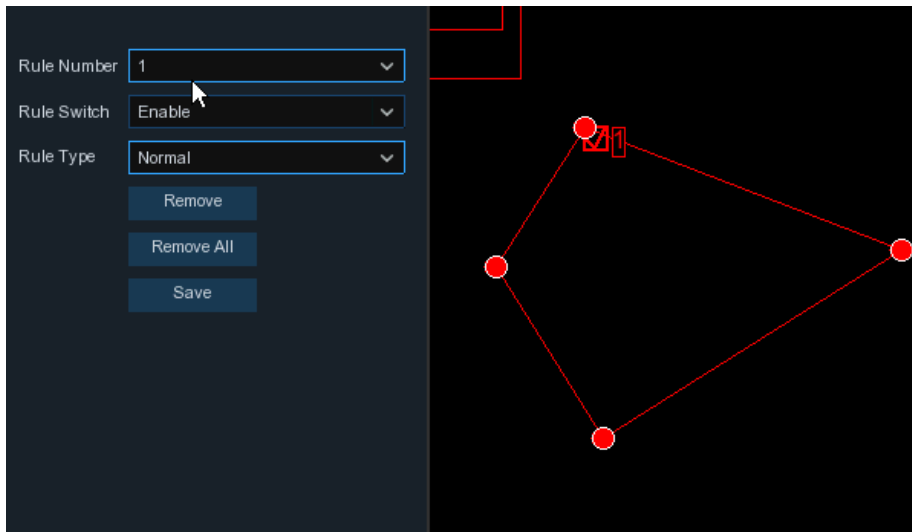 Rule Number 1
Rule Switch Enable
Rule Type Normal
Remove
Remove All
Save
1